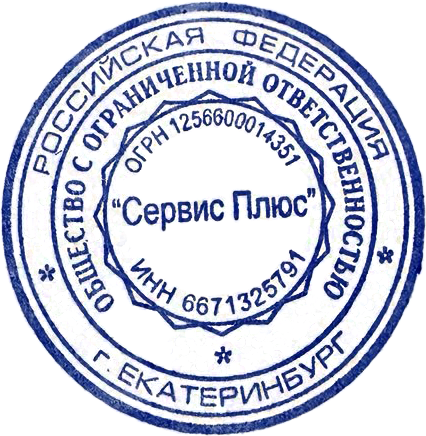 РОССИЙСКАЯ ФЕДЕРАЦИЯ
ОБЩЕСТВО С ОГРАНИЧЕННОЙ ОТВЕТСТВЕННОСТЬЮ
ОГРН 1256600014351
"Сервис Плюс"
ИНН 6671325791
* г. ЕКАТЕРИНБУРГ *
*